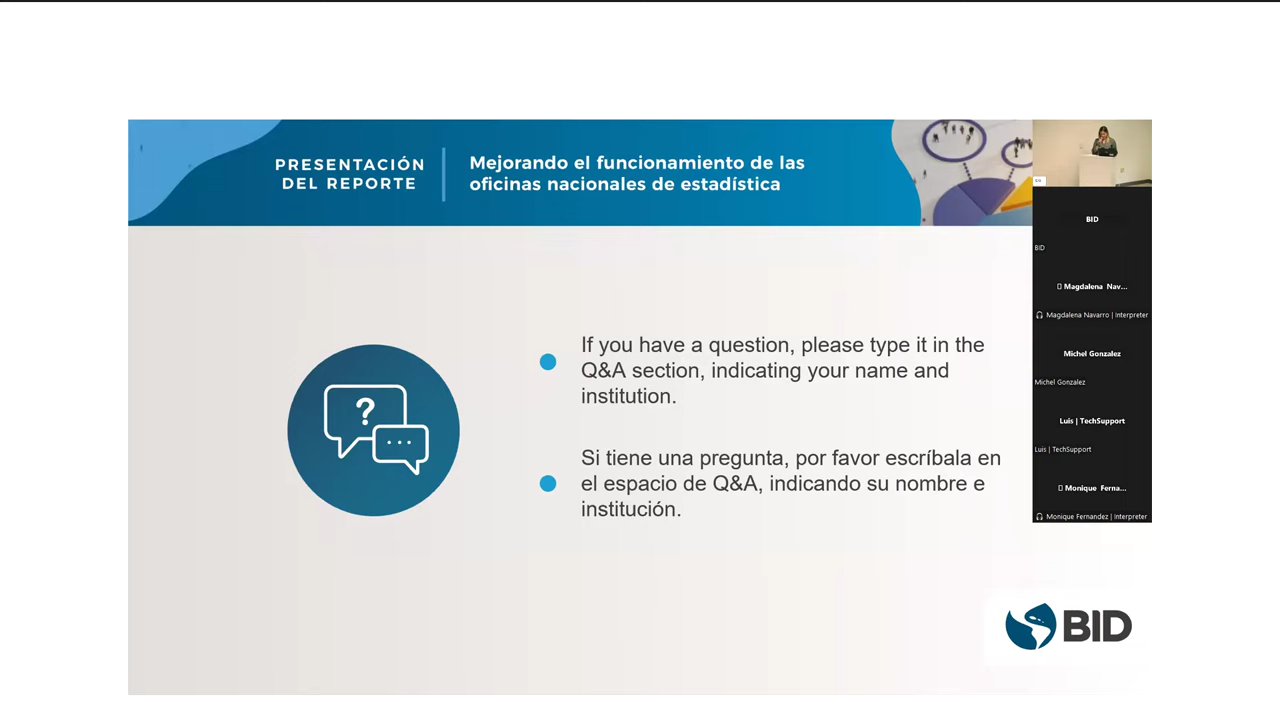 PRESENTACIÓN
DEL REPORTE
Mejorando el funcionamiento de las
oficinas nacionales de estadística
If you have a question, please type it in the
Q&A section, indicating your name and
institution.
Si tiene una pregunta, por favor escríbala en
el espacio de Q&A, indicando su nombre e
institución.
BID
BID
Magdalena Nav...
Magdalena Navarro | Interpreter
Michel Gonzalez
Michel Gonzalez
Luis | TechSupport
Luis | TechSupport
Monique Ferna...
Monique Fernandez | Interpreter
BID